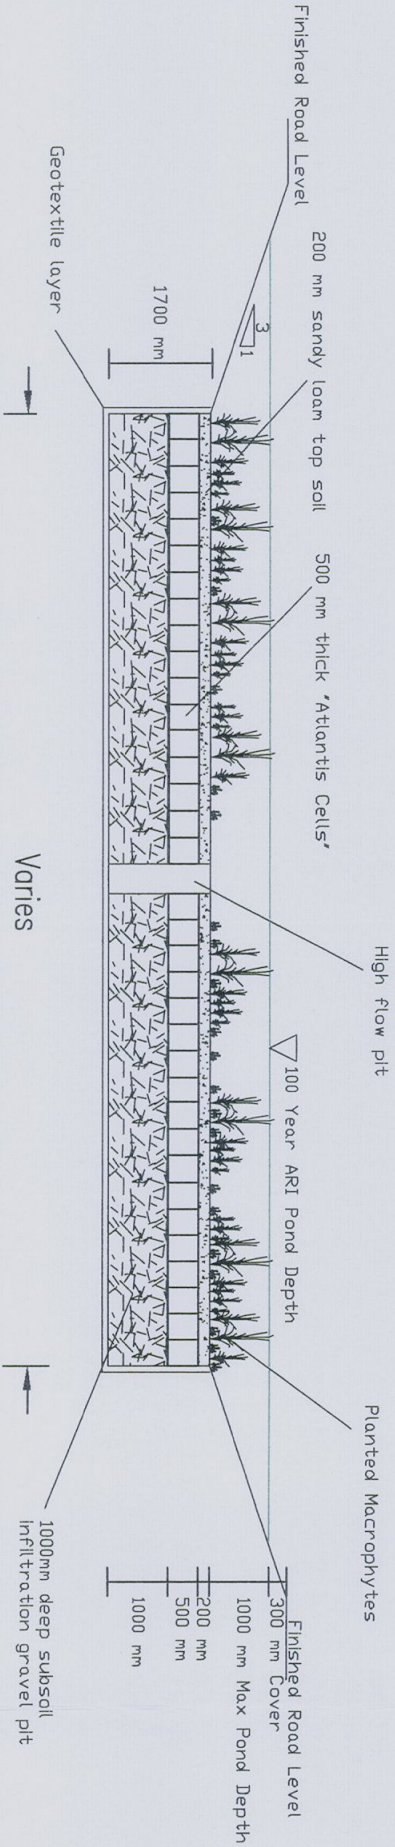 Finished Road Level
200 mm sandy loam top soil
500 mm thick "Atlantis Cells"
High flow pit
100 Year ARI Pond Depth
Planted Macrophytes
Finished Road Level
300 mm Cover
1000 mm Max Pond Depth
200 mm
500 mm
1000 mm
3
1
1700 mm
Geotextile layer
Varies
1000mm deep subsoil
infiltration gravel pit